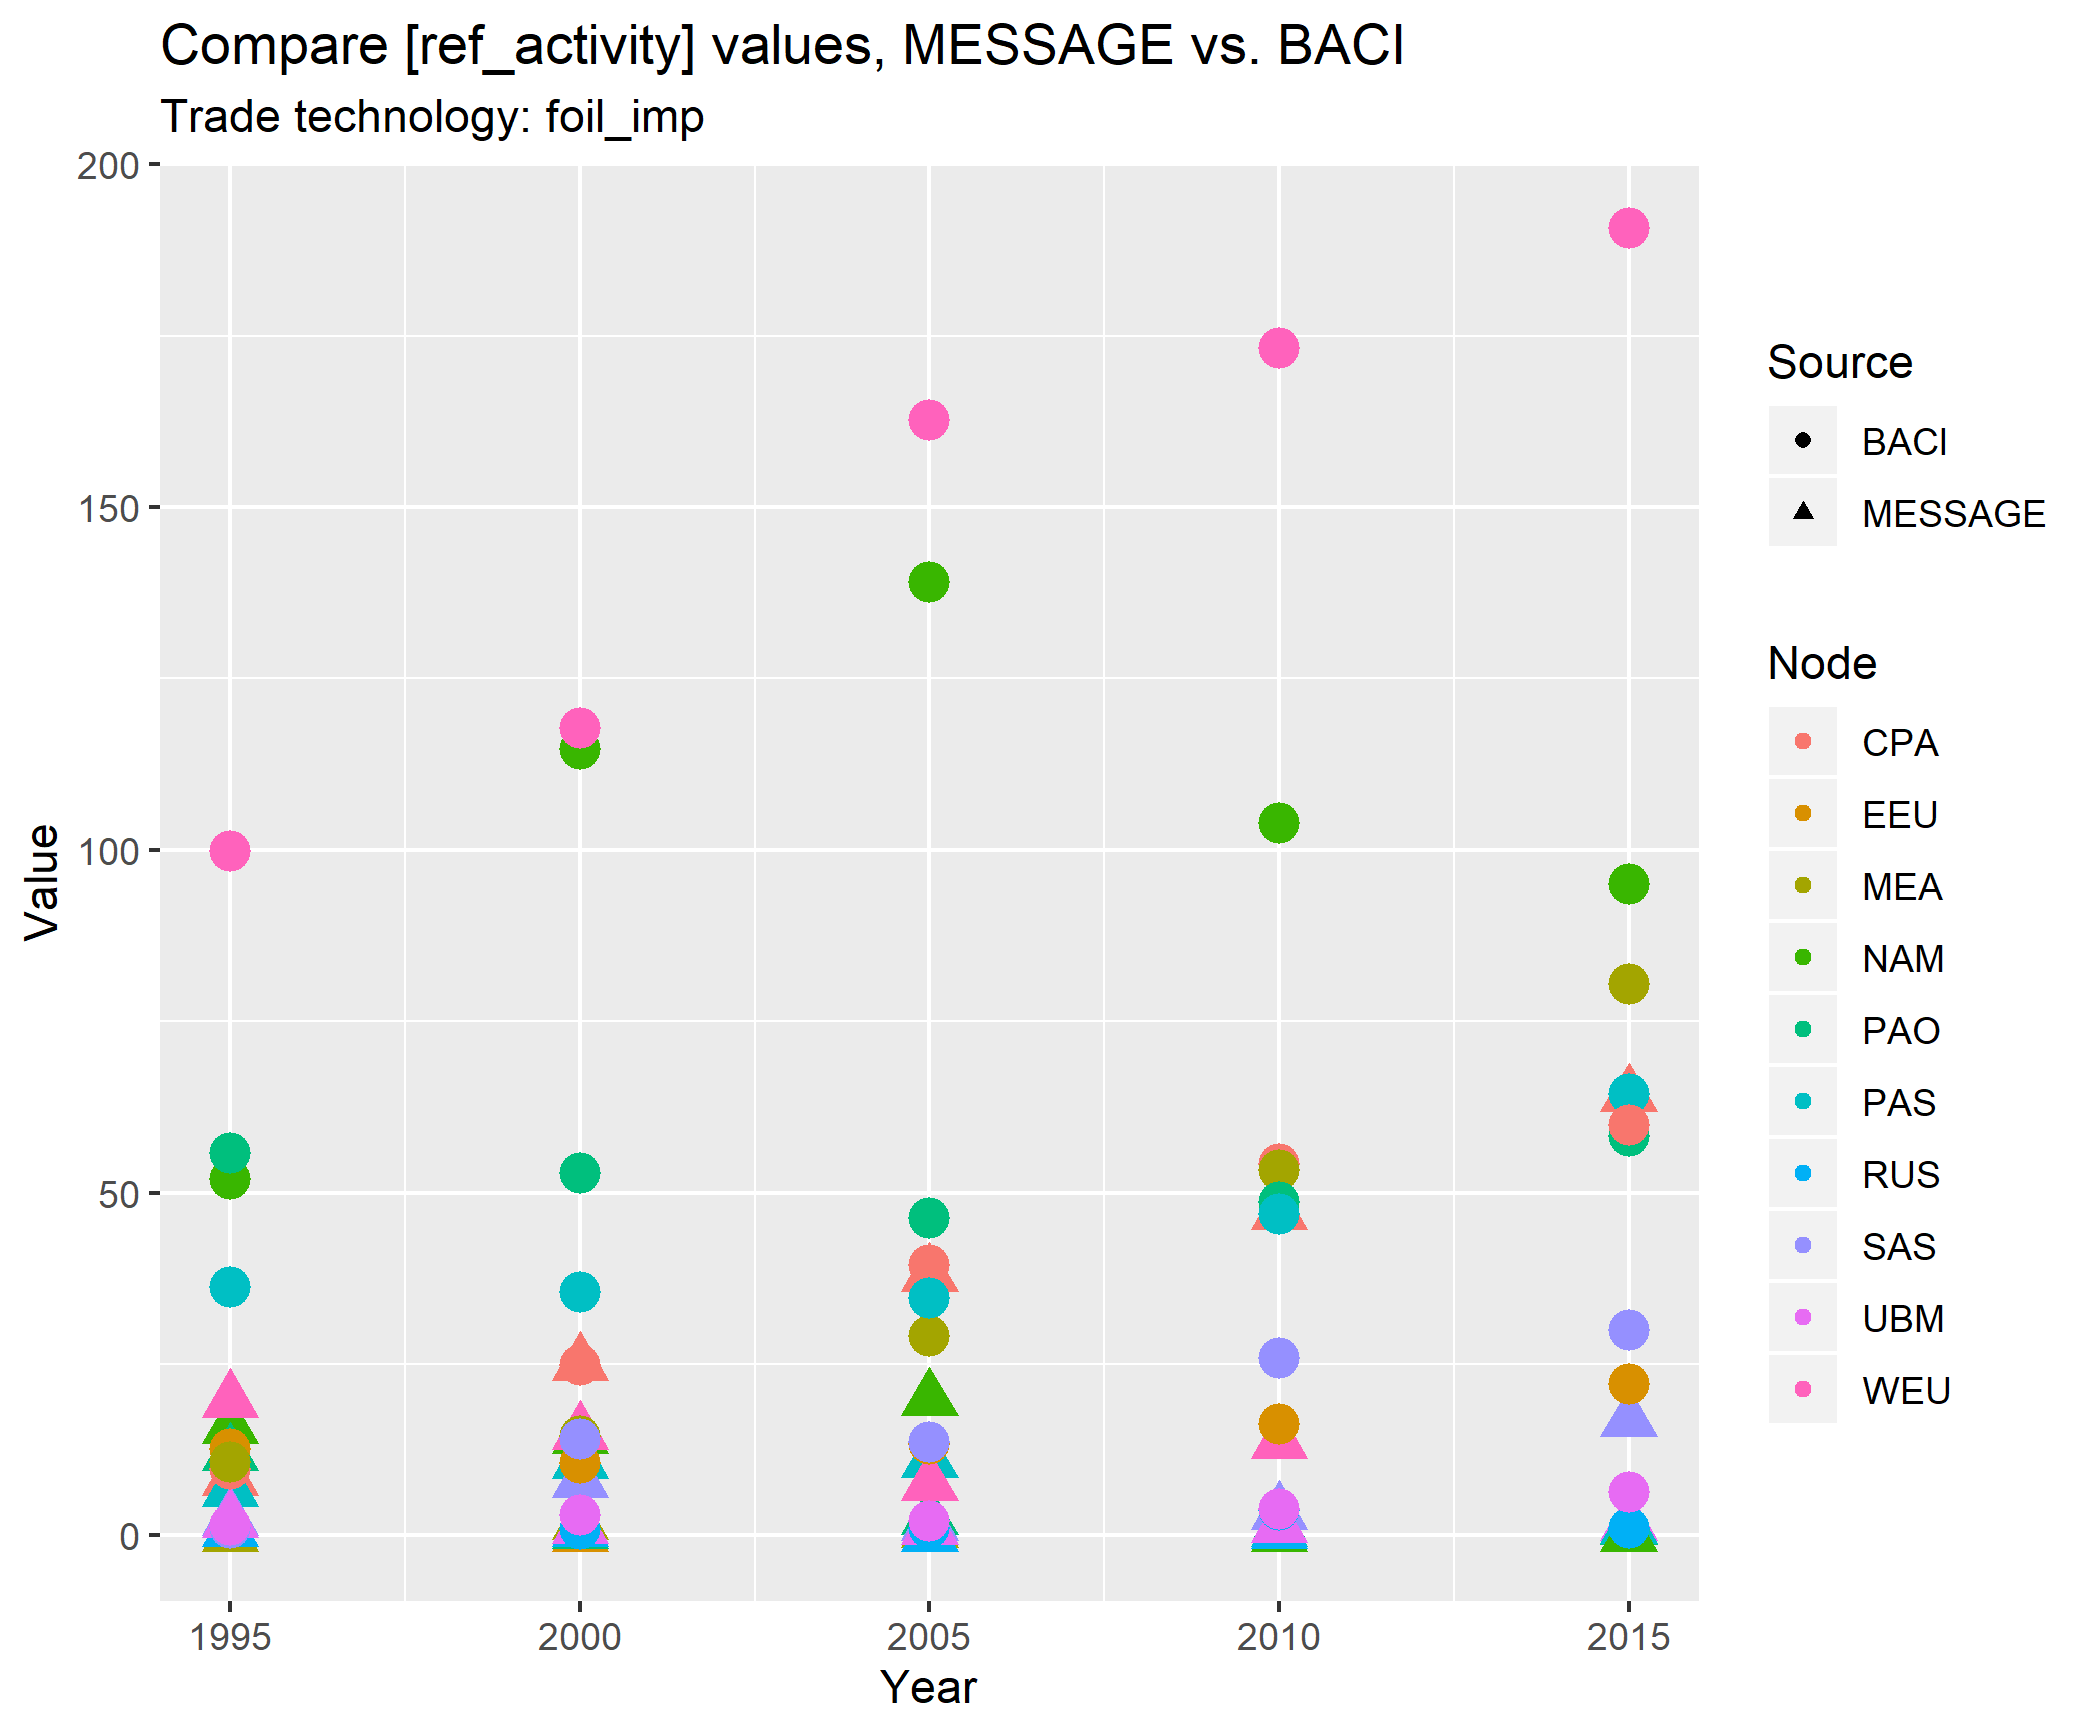 Compare [ref_activity] values, MESSAGE vs. BACI
Trade technology: foil_imp
200
150
100
50
0
Value
1995
2000
2005
2010
2015
Year
Source
BACI
MESSAGE
Node
CPA
EEU
MEA
NAM
PAO
PAS
RUS
SAS
UBM
WEU